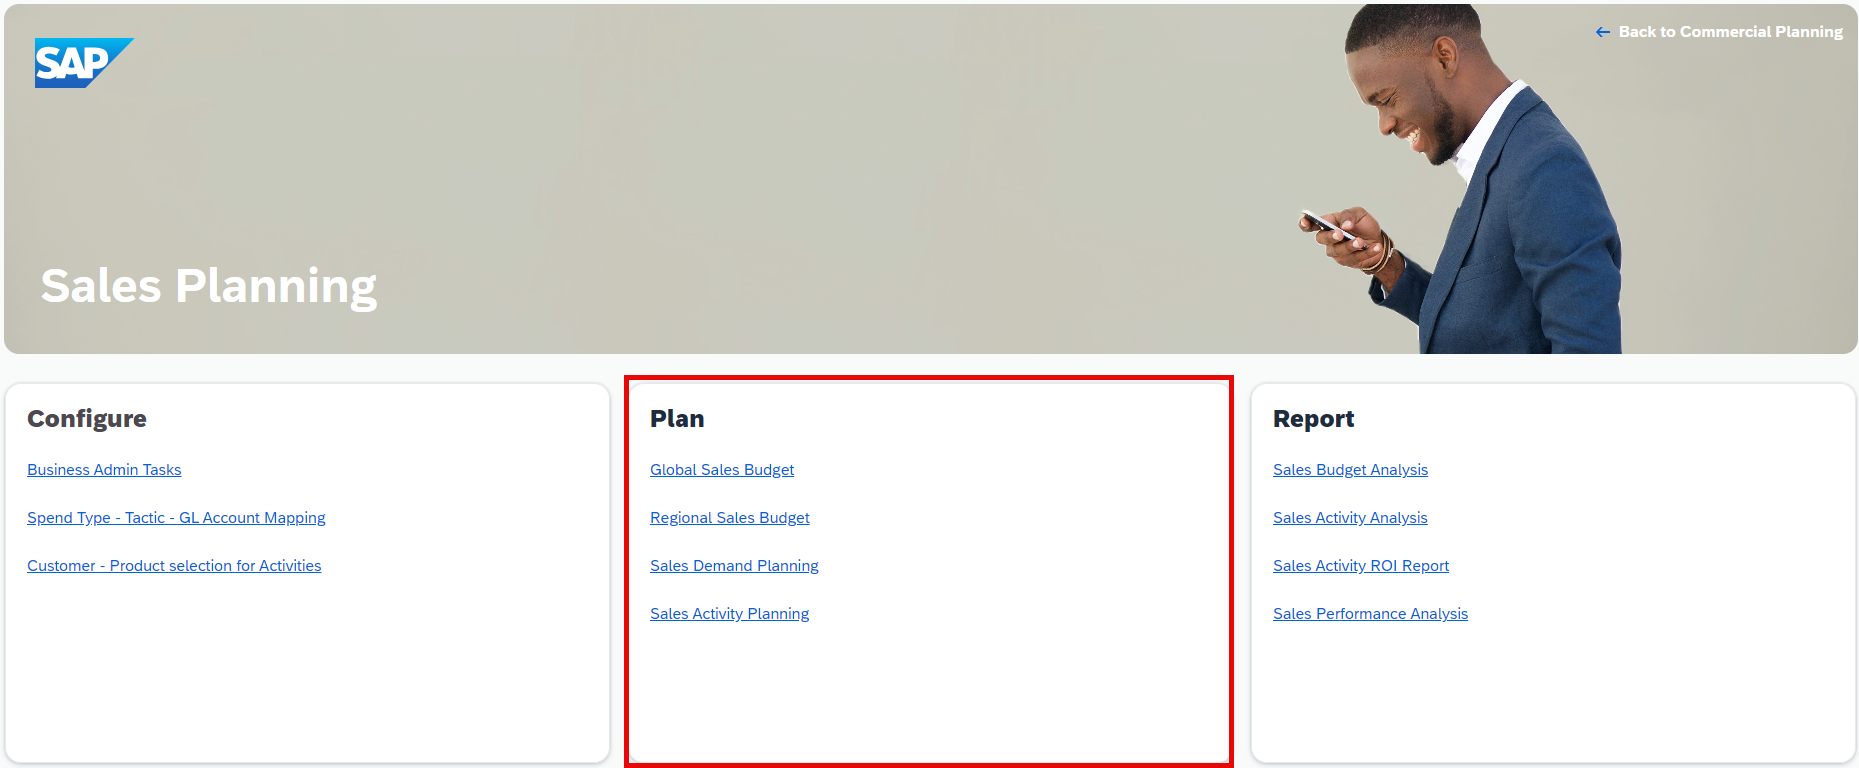 SAP
Back to Commercial Planning
Sales Planning
Configure
Business Admin Tasks
Spend Type - Tactic - GL Account Mapping
Customer - Product selection for Activities
Plan
Global Sales Budget
Regional Sales Budget
Sales Demand Planning
Sales Activity Planning
Report
Sales Budget Analysis
Sales Activity Analysis
Sales Activity ROI Report
Sales Performance Analysis